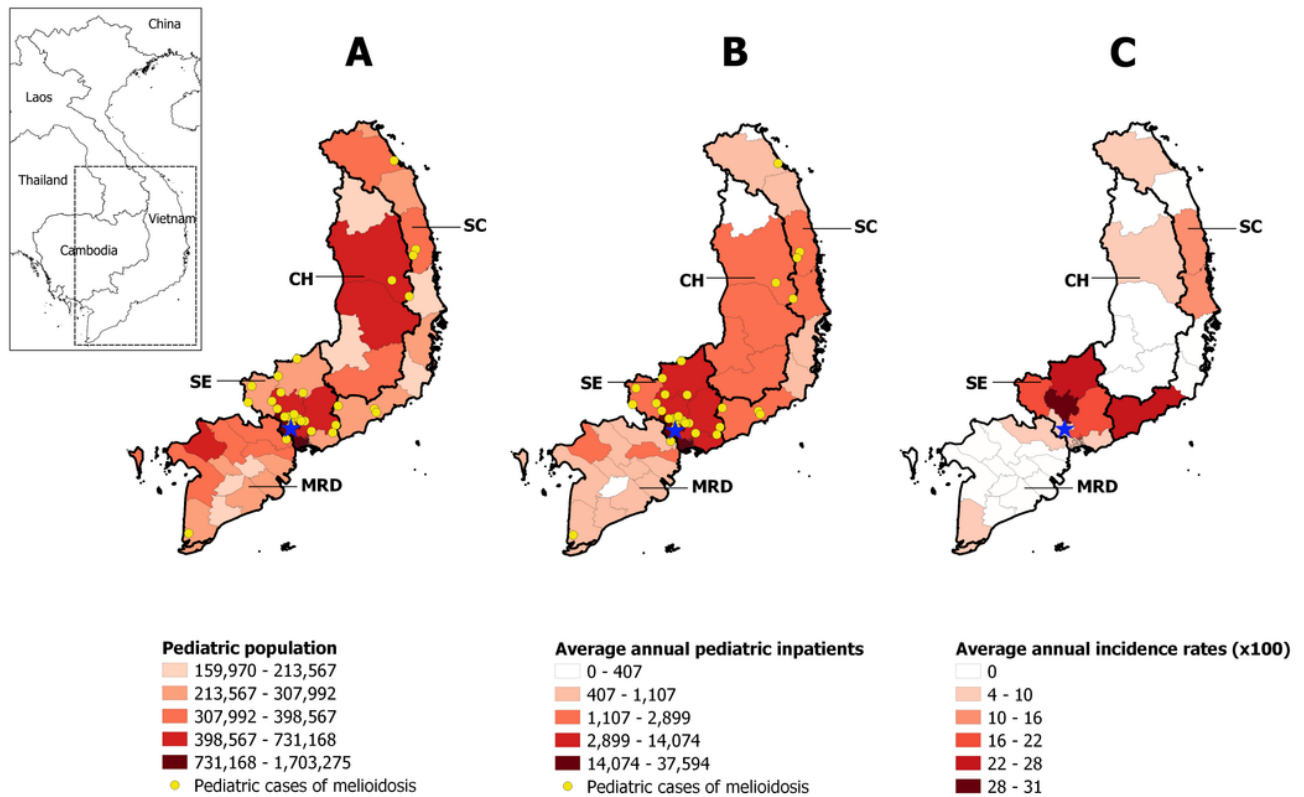 China
Laos
Thailand
Vietnam
Cambodia
A
B
C
SC
CH
SE
MRD
SC
CH
SE
MRD
SC
CH
SE
MRD
Pediatric population
159,970 - 213,567
213,567 - 307,992
307,992 - 398,567
398,567 - 731,168
731,168 - 1,703,275
Pediatric cases of melioidosis
Average annual pediatric inpatients
0 - 407
407 - 1,107
1,107 - 2,899
2,899 - 14,074
14,074 - 37,594
Pediatric cases of melioidosis
Average annual incidence rates (x100)
0
4 - 10
10 - 16
16 - 22
22 - 28
28 - 31